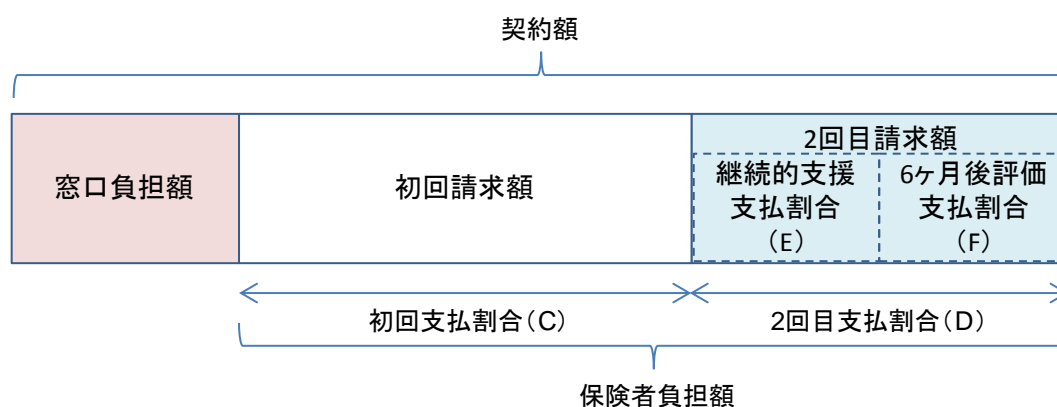 契約額
窓口負担額
初回請求額
2回目請求額
継続的支援
支払割合
(E)
6ヶ月後評価
支払割合
(F)
初回支払割合(C)
2回目支払割合(D)
保険者負担額